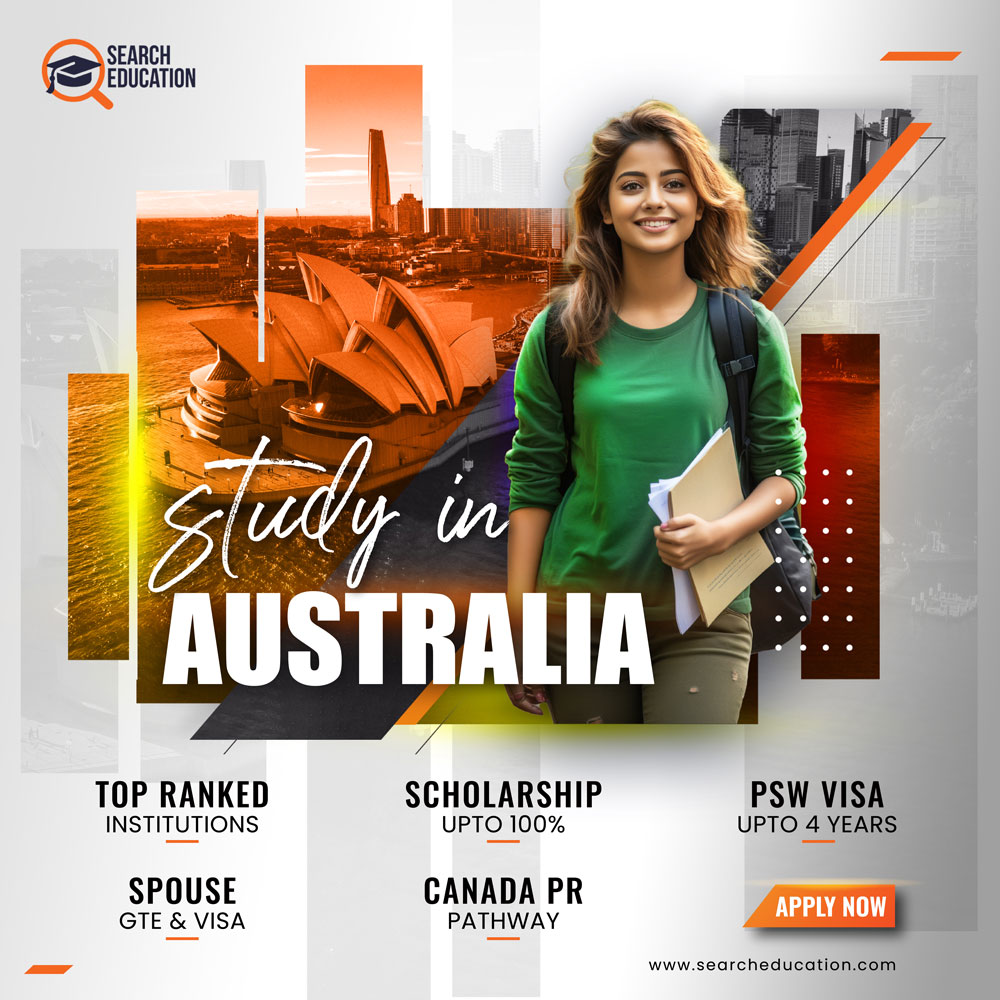 SEARCH
EDUCATION
study in
AUSTRALIA
TOP RANKED
INSTITUTIONS
SCHOLARSHIP
UPTO 100%
PSW VISA
UPTO 4 YEARS
SPOUSE
GTE & VISA
CANADA PR
PATHWAY
APPLY NOW
www.searcheducation.com